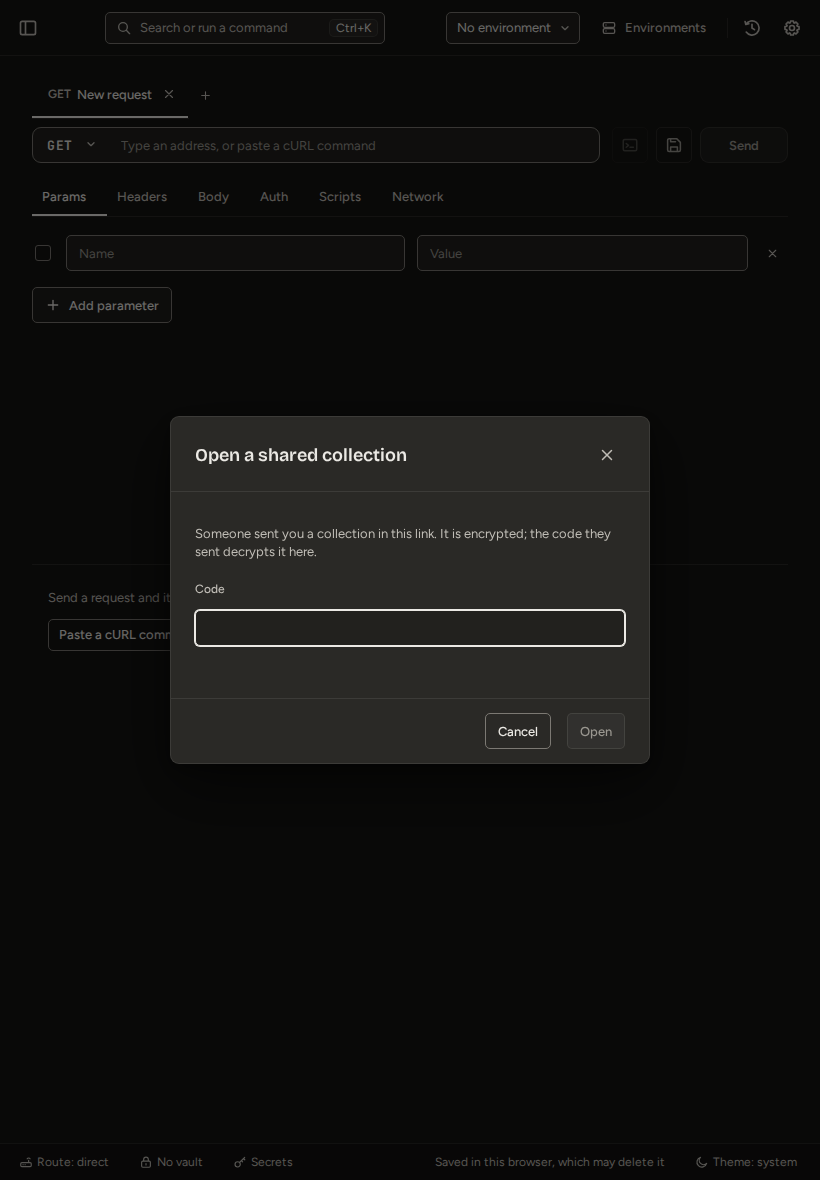 Search or run a command Ctrl+K No environment Environments
GET New request
GET Type an address, or paste a cURL command Send
Params Headers Body Auth Scripts Network
Name Value
Add parameter
Open a shared collection
Someone sent you a collection in this link. It is encrypted; the code they
sent decrypts it here.
Code
Send a request and it
Paste a cURL comm
Cancel Open
Route: direct No vault Secrets Saved in this browser, which may delete it Theme: system